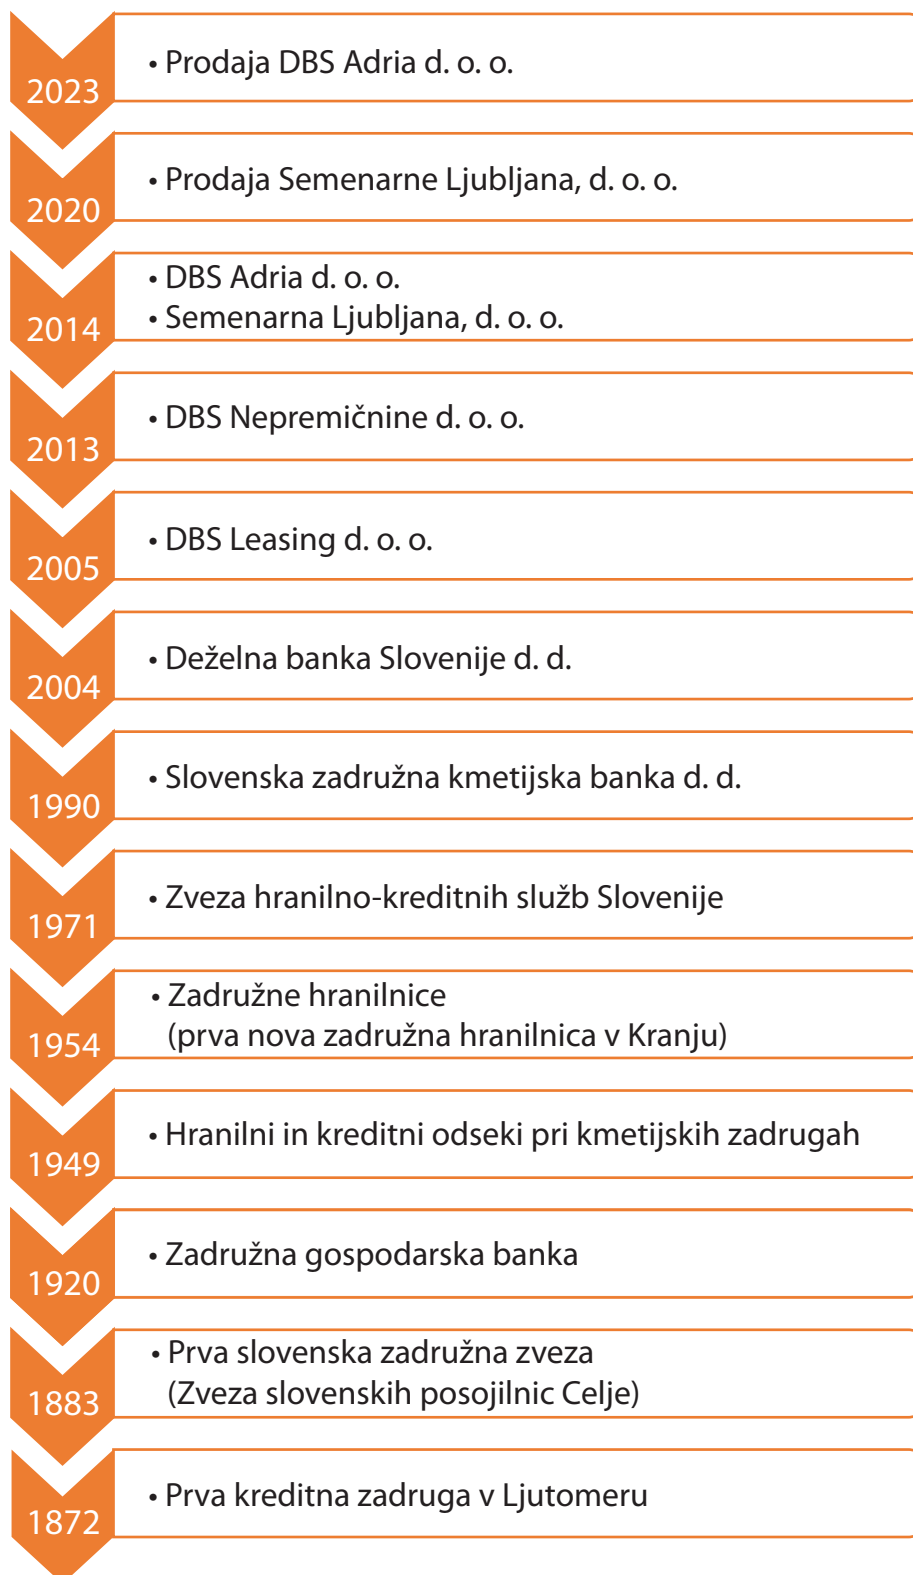 2023
• Prodaja DBS Adria d. o. o.
2020
• Prodaja Semenarne Ljubljana, d. o. o.
2014
• DBS Adria d. o. o.
• Semenarna Ljubljana, d. o. o.
2013
• DBS Nepremičnine d. o. o.
2005
• DBS Leasing d. o. o.
2004
• Deželna banka Slovenije d. d.
1990
• Slovenska zadružna kmetijska banka d. d.
1971
• Zveza hranilno-kreditnih služb Slovenije
1954
• Zadružne hranilnice
(prva nova zadružna hranilnica v Kranju)
1949
• Hranilni in kreditni odseki pri kmetijskih zadrugah
1920
• Zadružna gospodarska banka
1883
• Prva slovenska zadružna zveza
(Zveza slovenskih posojilnic Celje)
1872
• Prva kreditna zadruga v Ljutomeru